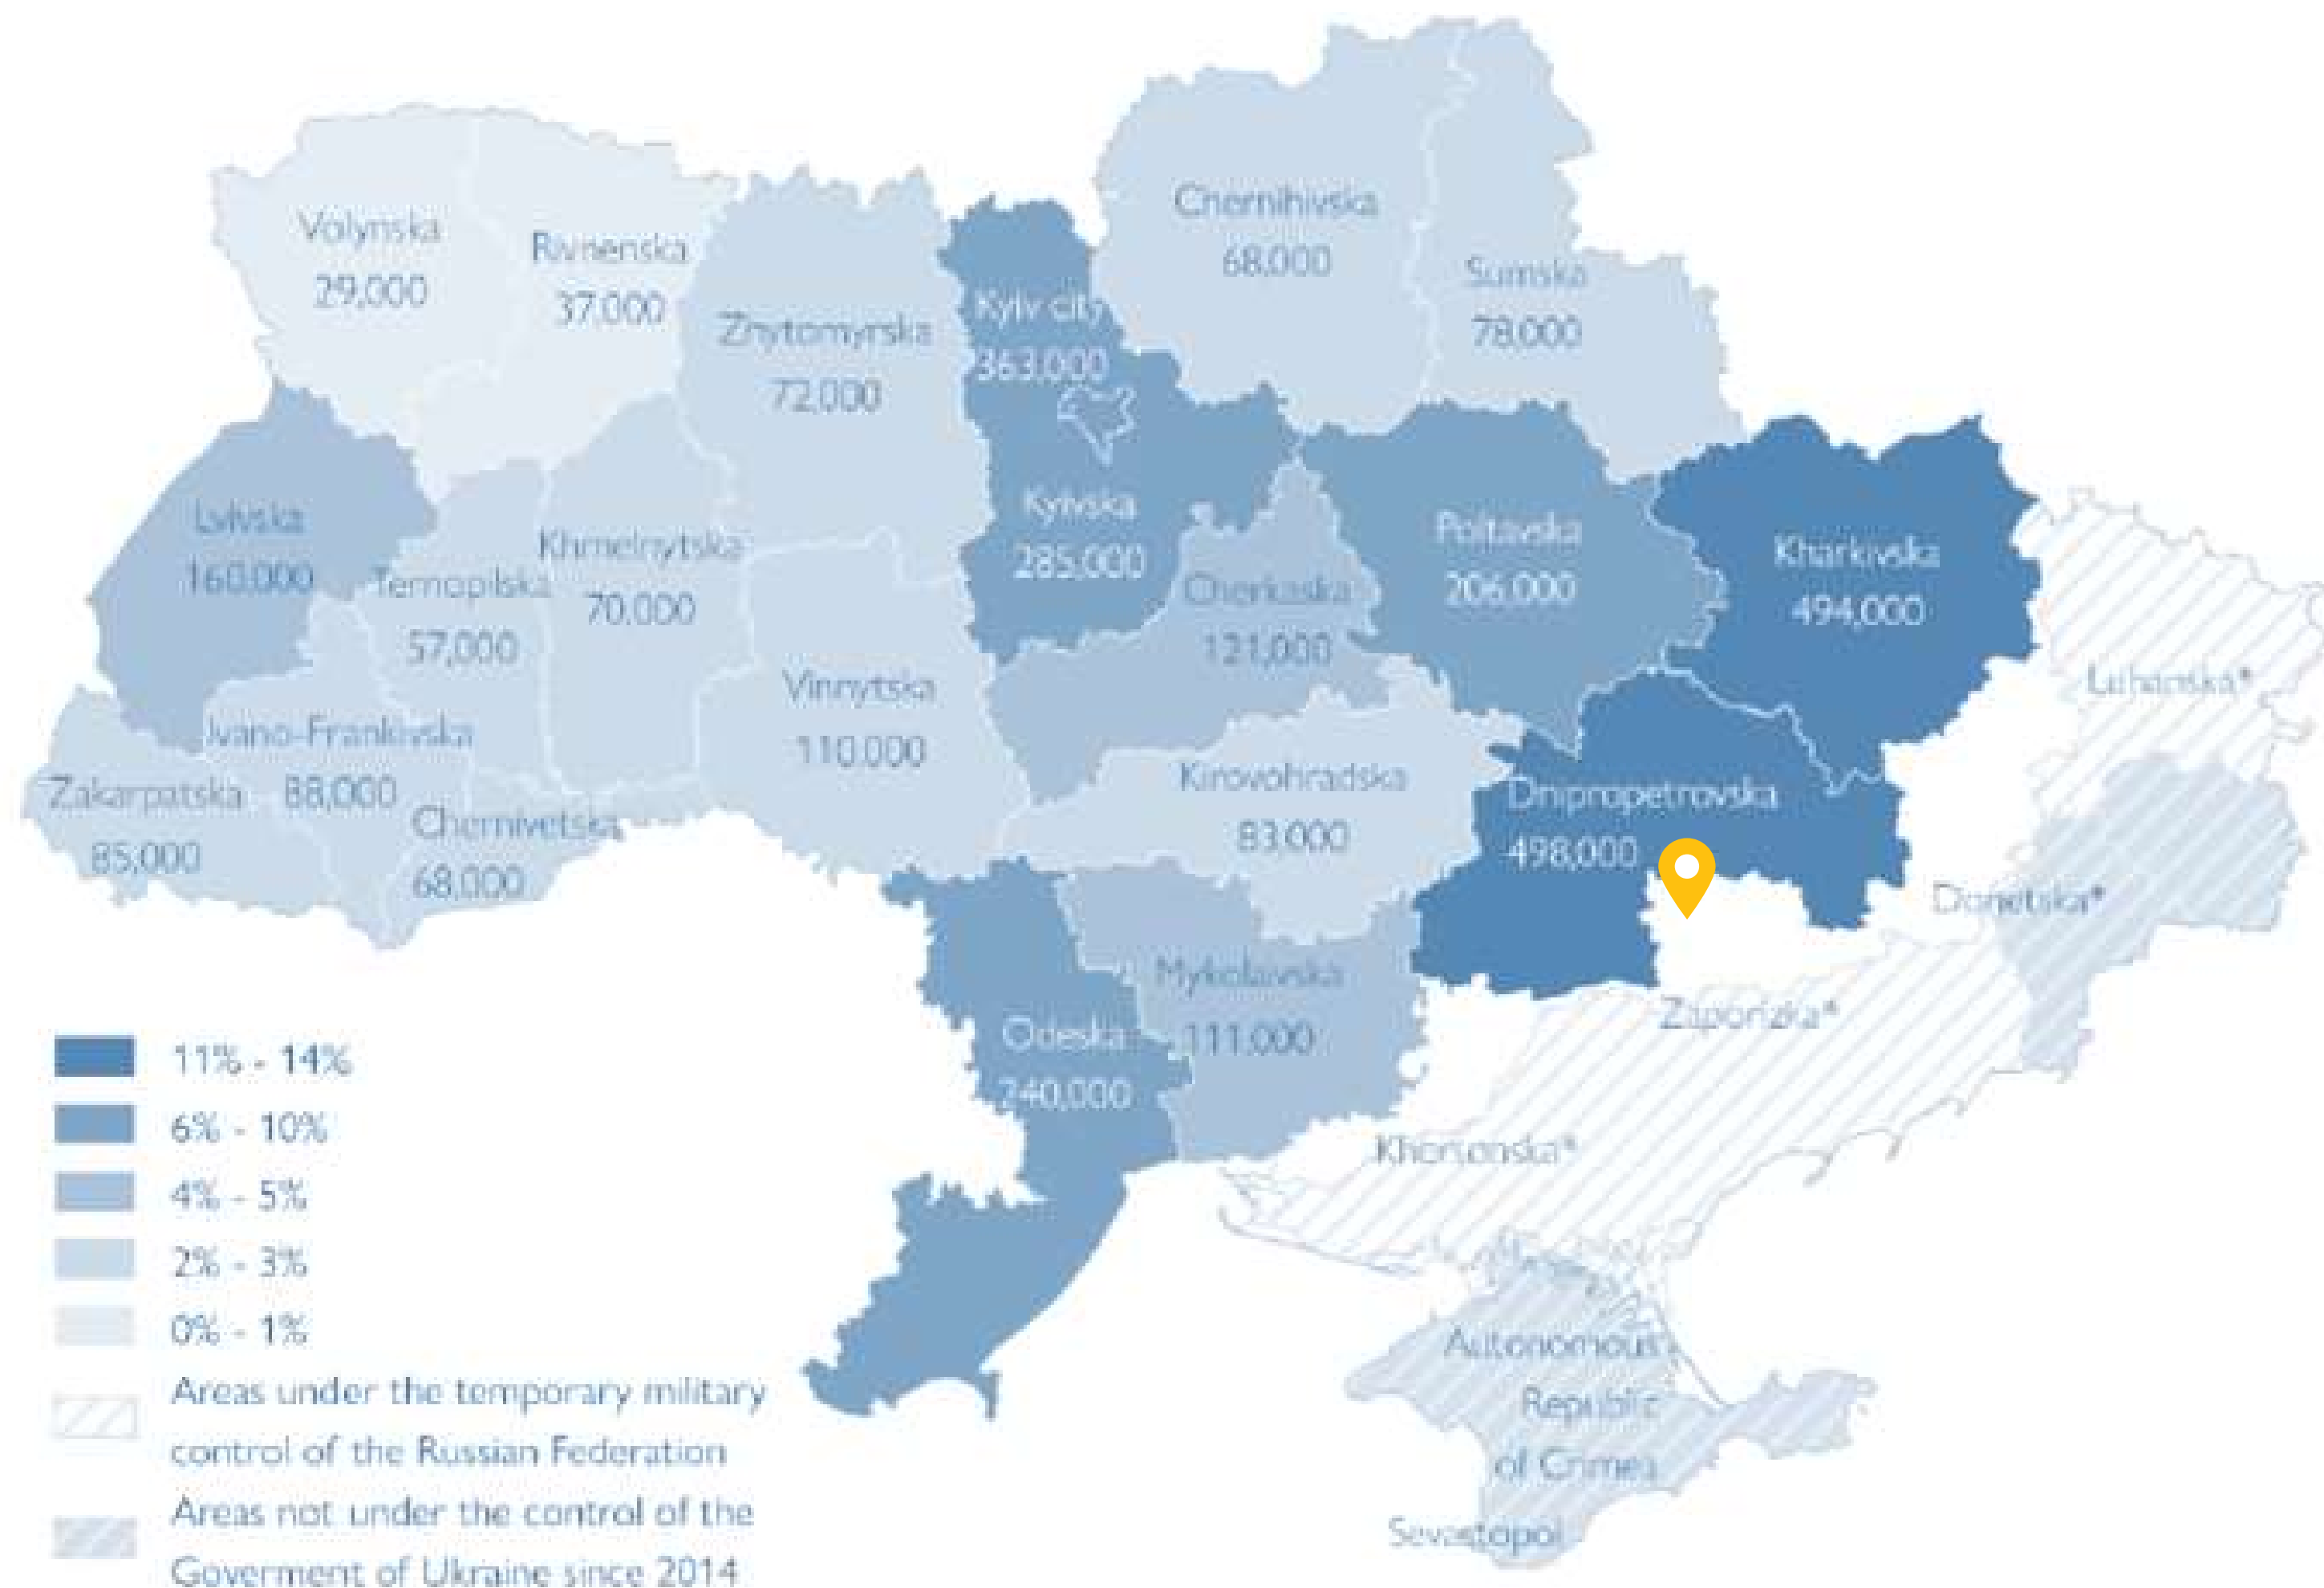 Chernihivska
68,000
Volynska
29,000
Rivnenska
37,000
Sumska
78,000
Kyiv city
363,000
Zhytomyrska
72,000
Lvivska
160,000
Khmelnytska
70,000
Ternopilska
57,000
Kyivska
285,000
Cherkaska
121,000
Poltavska
206,000
Kharkivska
494,000
Luhanska*
Vinnytska
110,000
Ivano-Frankivska
88,000
Zakarpatska
85,000
Chernivetska
68,000
Kirovohradska
83,000
Dnipropetrovska
498,000
Donetska*
Mykolaivska
111,000
Odeska
240,000
Zaporizka*
Khersonska*
11% - 14%
6% - 10%
4% - 5%
2% - 3%
0% - 1%
Areas under the temporary military
control of the Russian Federation
Areas not under the control of the
Goverment of Ukraine since 2014
Autonomous
Republic
of Crimea
Sevastopol